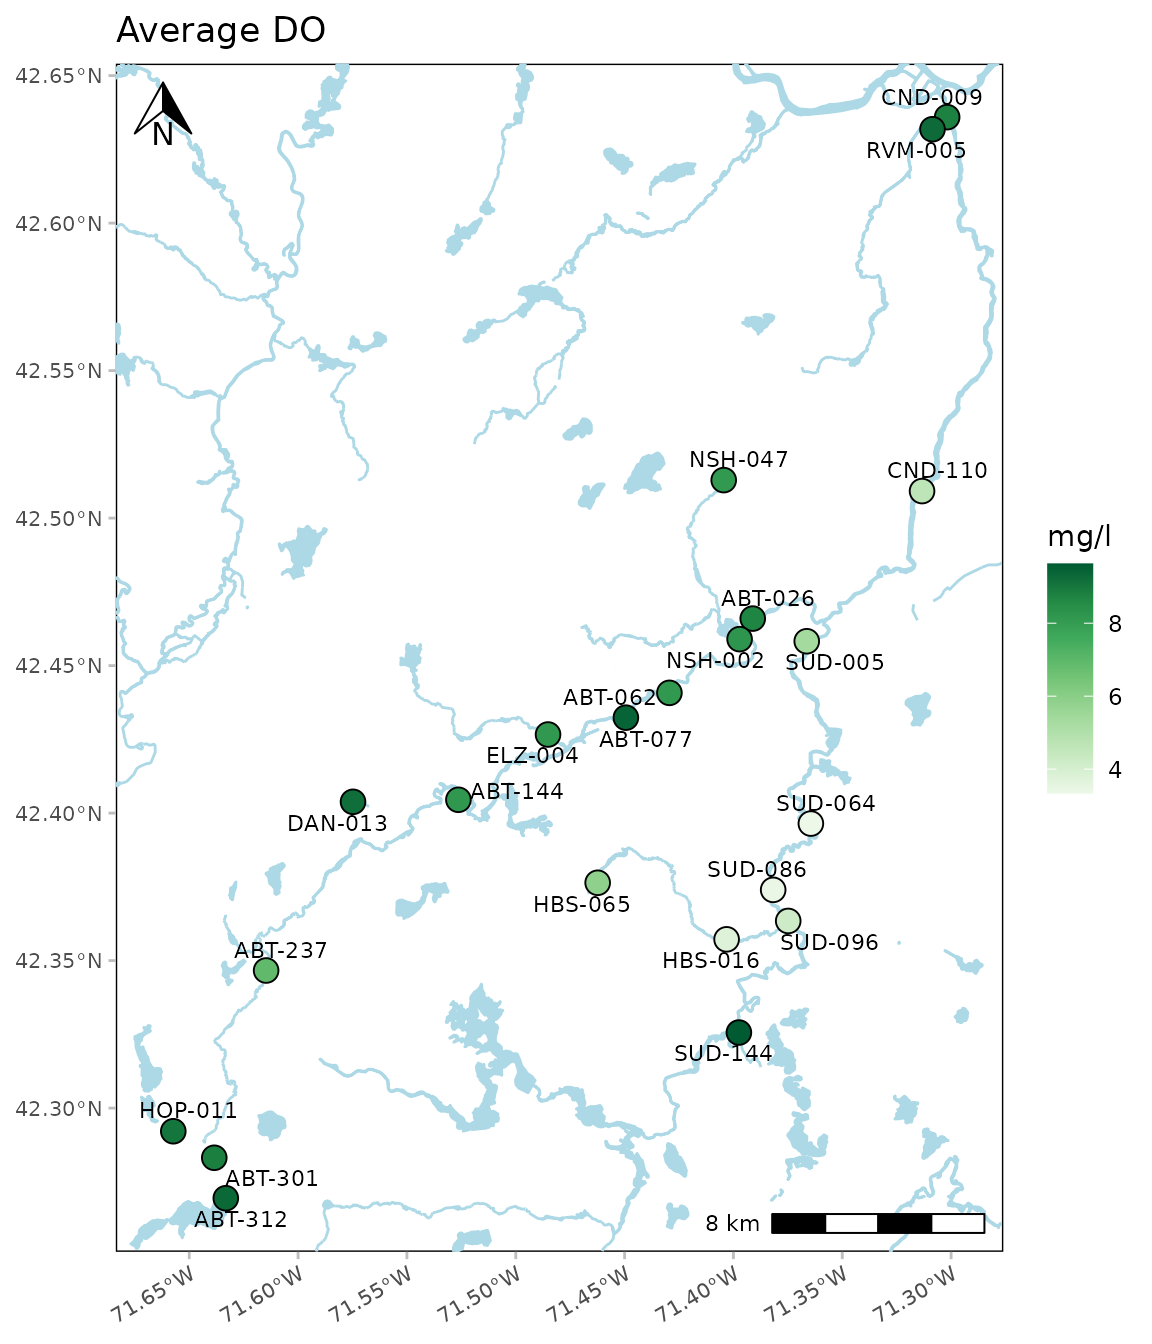 Average DO
42.65°N
42.60°N
42.55°N
42.50°N
42.45°N
42.40°N
42.35°N
42.30°N
N
CND-009
RVM-005
NSH-047
CND-110
ABT-026
NSH-002
SUD-005
ABT-062
ABT-077
ELZ-004
ABT-144
DAN-013
SUD-064
SUD-086
HBS-065
SUD-096
HBS-016
ABT-237
SUD-144
HOP-011
ABT-301
ABT-312
8 km
mg/l
8
6
4
71.65°W
71.60°W
71.55°W
71.50°W
71.45°W
71.40°W
71.35°W
71.30°W